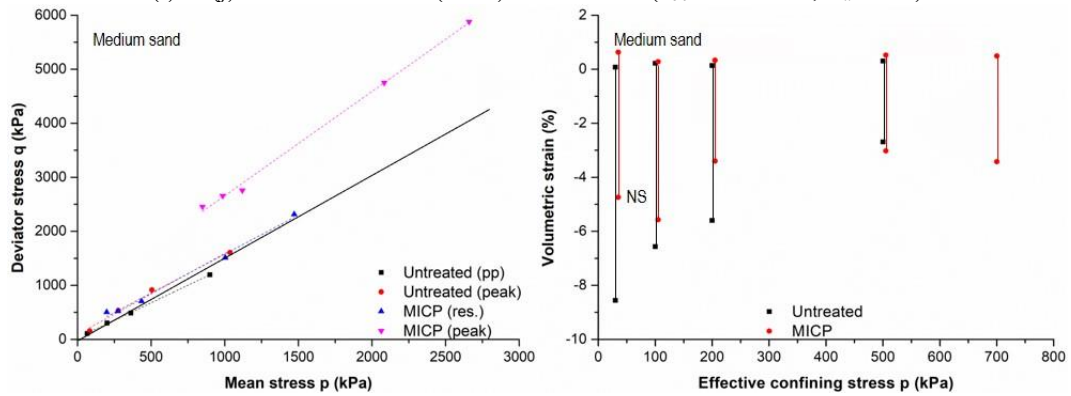 Medium sand
6000
5000
4000
3000
2000
1000
0
0 500 1000 1500 2000 2500 3000
Deviator stress q (kPa)
Mean stress p (kPa)
Untreated (pp)
Untreated (peak)
MICP (res.)
MICP (peak)
Medium sand
2
0
-2
-4
-6
-8
-10
0 100 200 300 400 500 600 700 800
Volumetric strain (%)
Effective confining stress p (kPa)
NS
Untreated
MICP